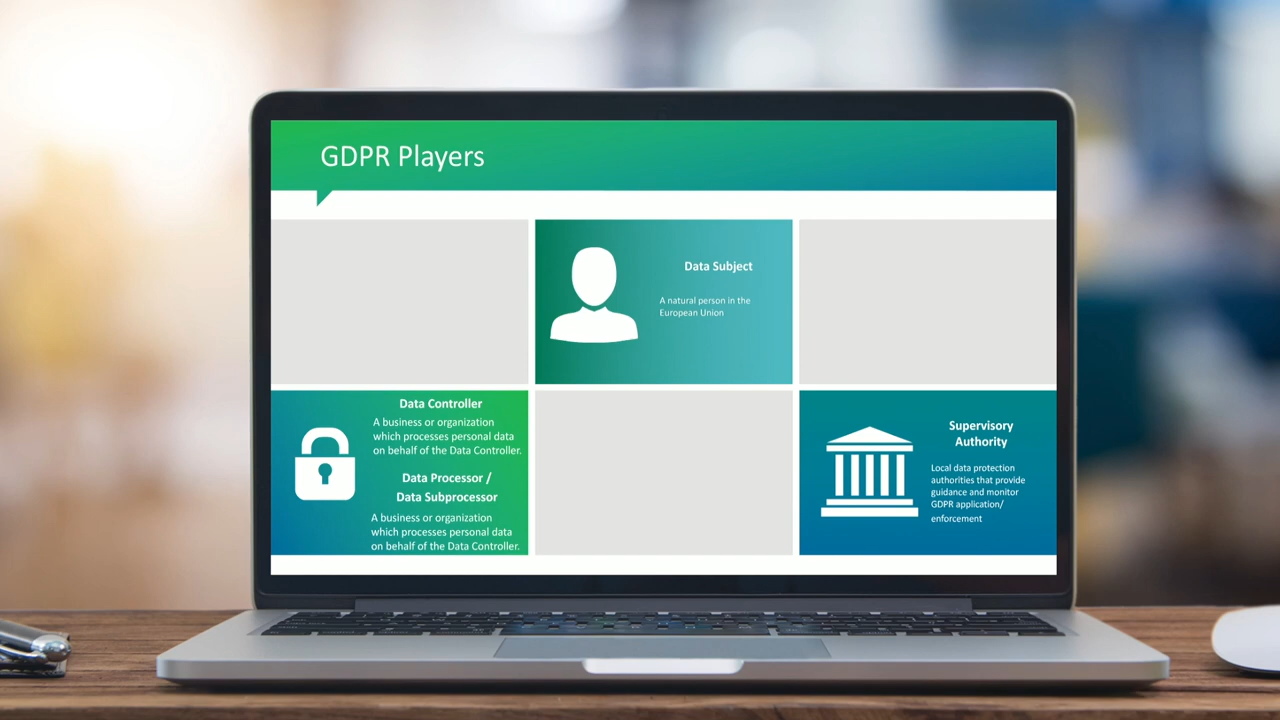 GDPR Players
Data Subject
A natural person in the
European Union
Data Controller
A business or organization
which processes personal data
on behalf of the Data Controller.
Data Processor /
Data Subprocessor
A business or organization
which processes personal data
on behalf of the Data Controller.
Supervisory
Authority
Local data protection
authorities that provide
guidance and monitor
GDPR application/
enforcement